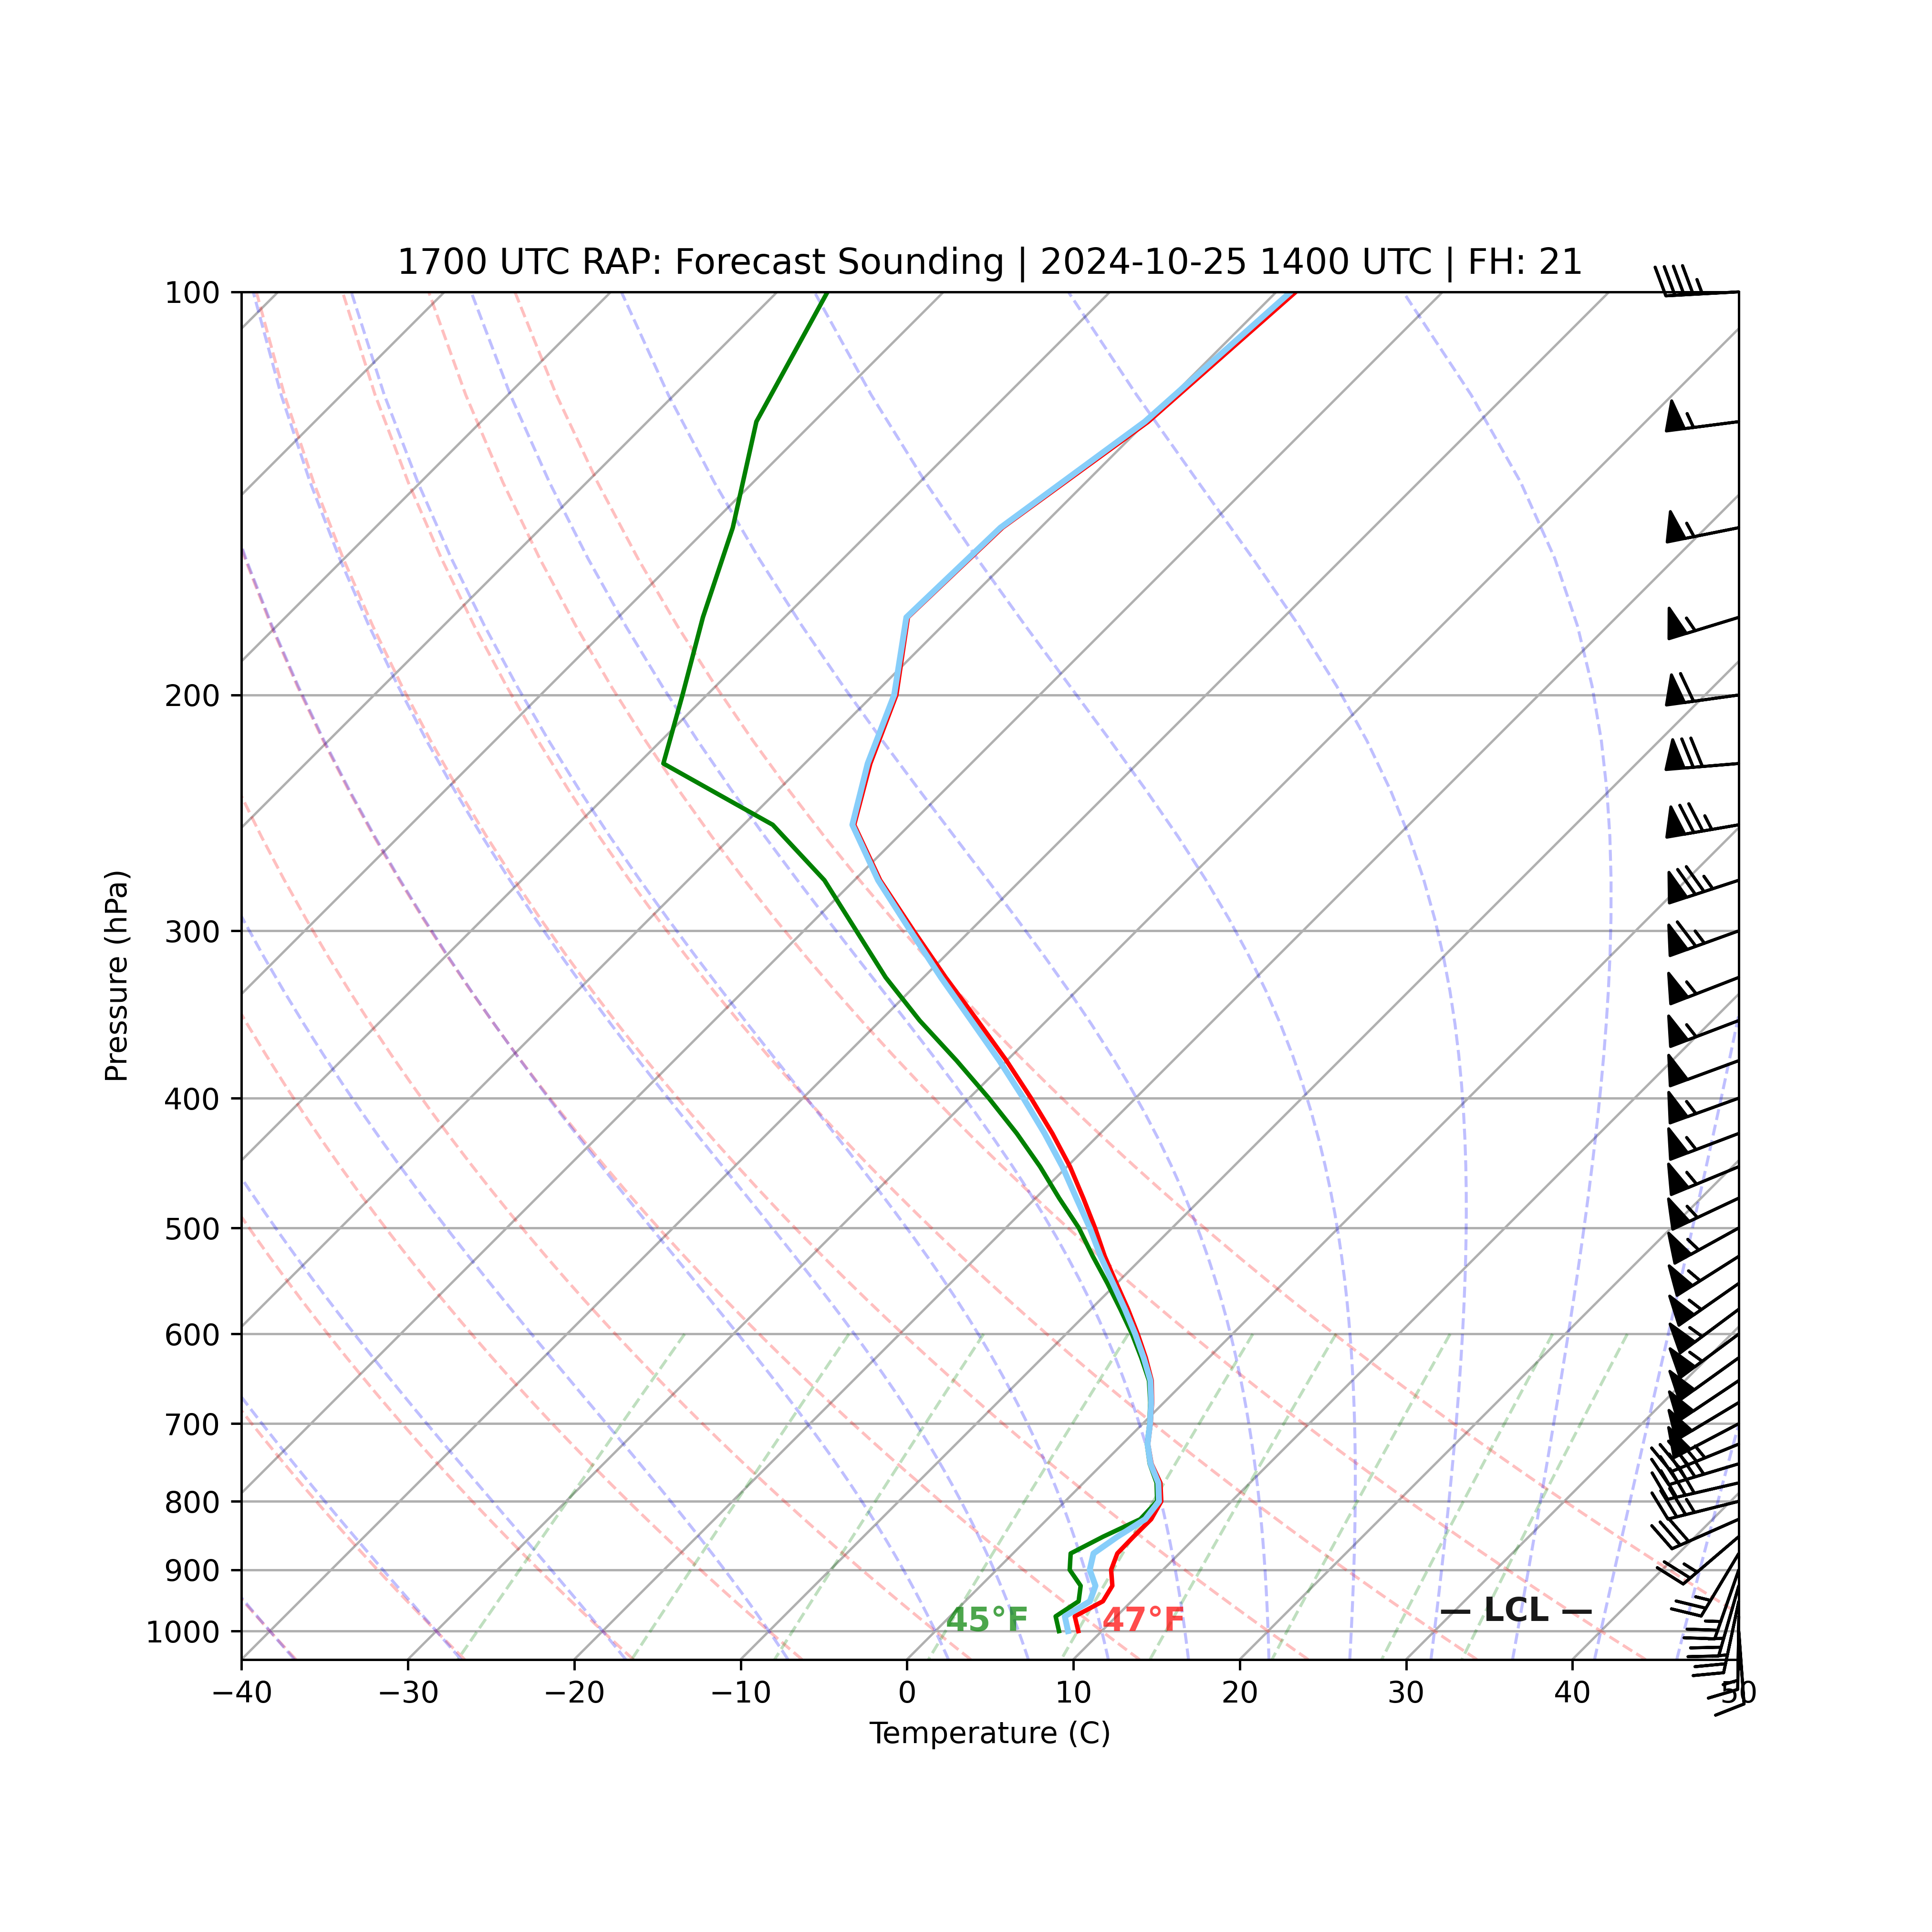 1700 UTC RAP: Forecast Sounding | 2024-10-25 1400 UTC | FH: 21
100
200
300
400
500
600
700
800
900
1000
Pressure (hPa)
45°F
47°F
— LCL —
−40 −30 −20 −10 0 10 20 30 40 50
Temperature (C)